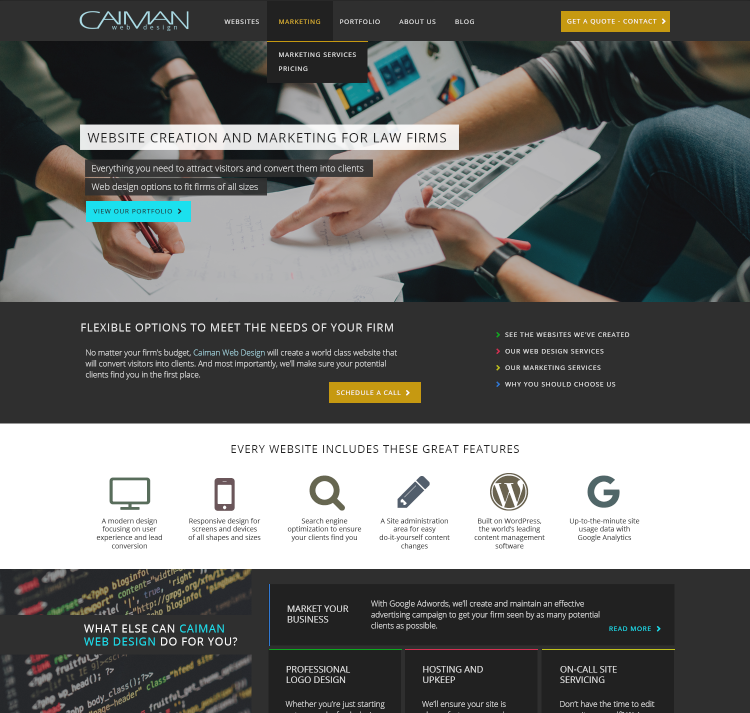 CAIMAN
web design
WEBSITES
MARKETING
PORTFOLIO
ABOUT US
BLOG
GET A QUOTE - CONTACT
MARKETING SERVICES
PRICING
WEBSITE CREATION AND MARKETING FOR LAW FIRMS
Everything you need to attract visitors and convert them into clients
Web design options to fit firms of all sizes
VIEW OUR PORTFOLIO
FLEXIBLE OPTIONS TO MEET THE NEEDS OF YOUR FIRM
No matter your firm's budget, Caiman Web Design will create a world class website that
will convert visitors into clients. And most importantly, we'll make sure your potential
clients find you in the first place.
SCHEDULE A CALL
SEE THE WEBSITES WE'VE CREATED
OUR WEB DESIGN SERVICES
OUR MARKETING SERVICES
WHY YOU SHOULD CHOOSE US
EVERY WEBSITE INCLUDES THESE GREAT FEATURES
A modern design
focusing on user
experience and lead
conversion
Responsive design for
screens and devices
of all shapes and sizes
Search engine
optimization to ensure
your clients find you
A Site administration
area for easy
do-it-yourself content
changes
Built on WordPress,
the world's leading
content management
software
Up-to-the-minute site
usage data with
Google Analytics
WHAT ELSE CAN CAIMAN
WEB DESIGN DO FOR YOU?
MARKET YOUR
BUSINESS
With Google Adwords, we'll create and maintain an effective
advertising campaign to get your firm seen by as many potential
clients as possible.
READ MORE
PROFESSIONAL
LOGO DESIGN
Whether you're just starting
HOSTING AND
UPKEEP
We'll ensure your site is
ON-CALL SITE
SERVICING
Don't have the time to edit